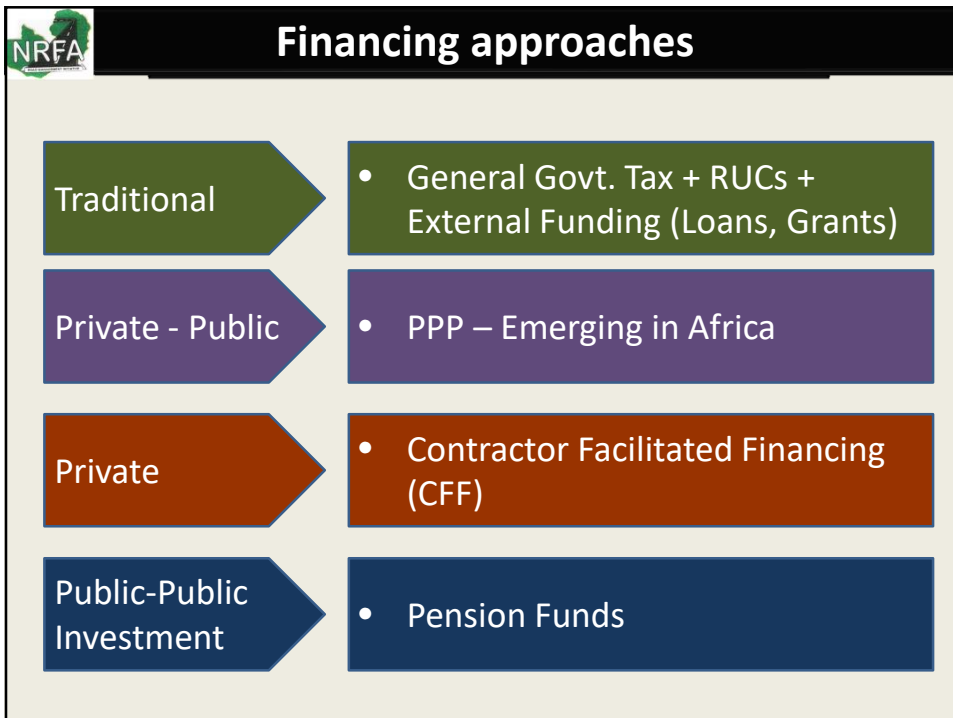 NRFA
Financing approaches
Traditional
• General Govt. Tax + RUCs +
External Funding (Loans, Grants)
Private - Public
• PPP – Emerging in Africa
Private
• Contractor Facilitated Financing
(CFF)
Public-Public
Investment
• Pension Funds